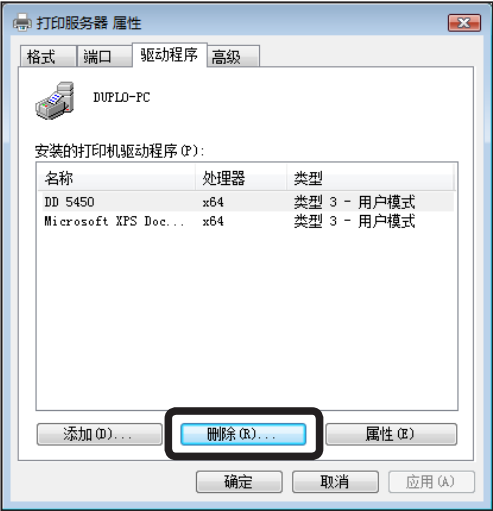 打印服务器 属性
格式 端口 驱动程序 高级
DUPLO-PC
安装的打印机驱动程序(P):
名称 处理器 类型
DD 5450 x64 类型 3 - 用户模式
Microsoft XPS Doc... x64 类型 3 - 用户模式
添加(D)... 删除(R)... 属性(E)
确定 取消 应用(A)